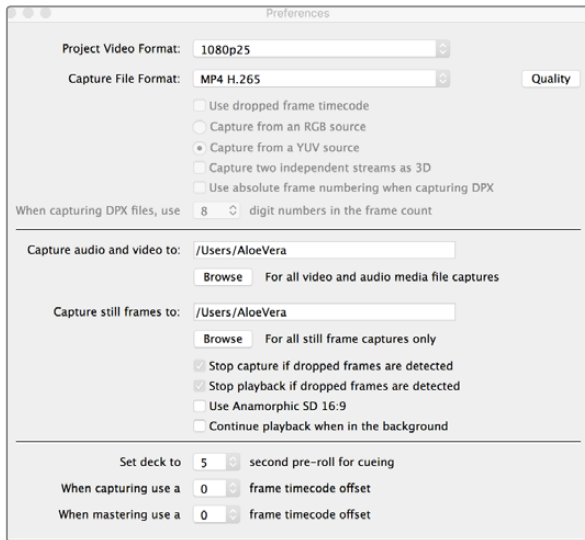 Preferences
Project Video Format: 1080p25
Capture File Format: MP4 H.265 Quality
Use dropped frame timecode
Capture from an RGB source
Capture from a YUV source
Capture two independent streams as 3D
Use absolute frame numbering when capturing DPX
When capturing DPX files, use 8 digit numbers in the frame count
Capture audio and video to: /Users/AloeVera
Browse For all video and audio media file captures
Capture still frames to: /Users/AloeVera
Browse For all still frame captures only
Stop capture if dropped frames are detected
Stop playback if dropped frames are detected
Use Anamorphic SD 16:9
Continue playback when in the background
Set deck to 5 second pre-roll for cueing
When capturing use a 0 frame timecode offset
When mastering use a 0 frame timecode offset